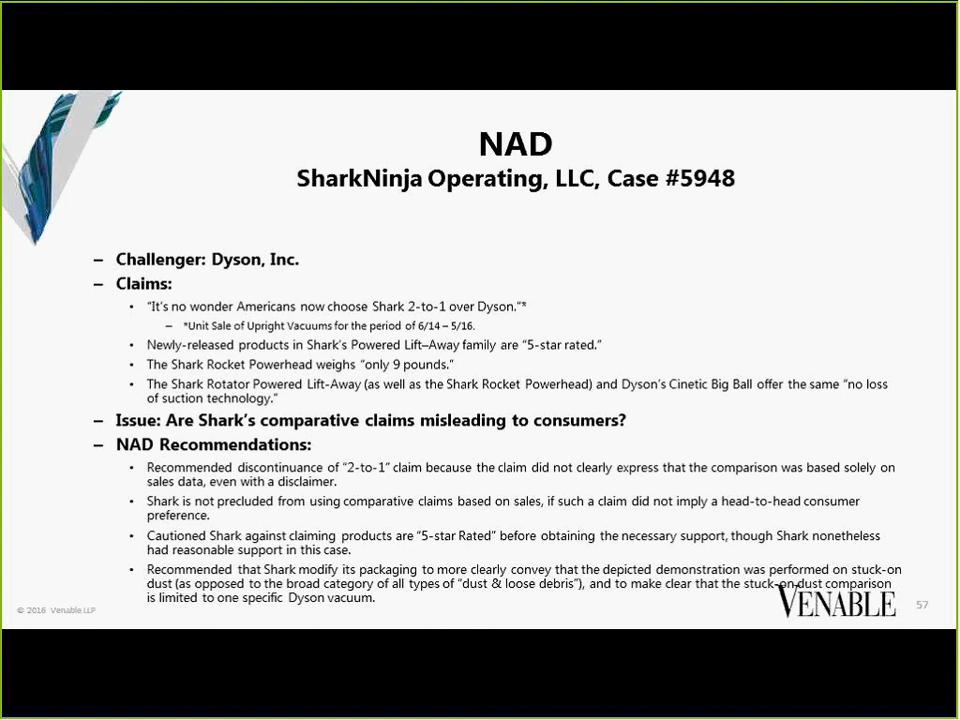 NAD
SharkNinja Operating, LLC, Case #5948
– Challenger: Dyson, Inc.
– Claims:
• "It's no wonder Americans now choose Shark 2-to-1 over Dyson."*
– *Unit Sale of Upright Vacuums for the period of 6/14 – 5/16.
• Newly-released products in Shark's Powered Lift–Away family are "5-star rated."
• The Shark Rocket Powerhead weighs "only 9 pounds."
• The Shark Rotator Powered Lift-Away (as well as the Shark Rocket Powerhead) and Dyson's Cinetic Big Ball offer the same "no loss
of suction technology."
– Issue: Are Shark's comparative claims misleading to consumers?
– NAD Recommendations:
• Recommended discontinuance of "2-to-1" claim because the claim did not clearly express that the comparison was based solely on
sales data, even with a disclaimer.
• Shark is not precluded from using comparative claims based on sales, if such a claim did not imply a head-to-head consumer
preference.
• Cautioned Shark against claiming products are "5-star Rated" before obtaining the necessary support, though Shark nonetheless
had reasonable support in this case.
• Recommended that Shark modify its packaging to more clearly convey that the depicted demonstration was performed on stuck-on
dust (as opposed to the broad category of all types of "dust & loose debris"), and to make clear that the stuck-on-dust comparison
is limited to one specific Dyson vacuum.
© 2016 Venable LLP
VENABLE
57